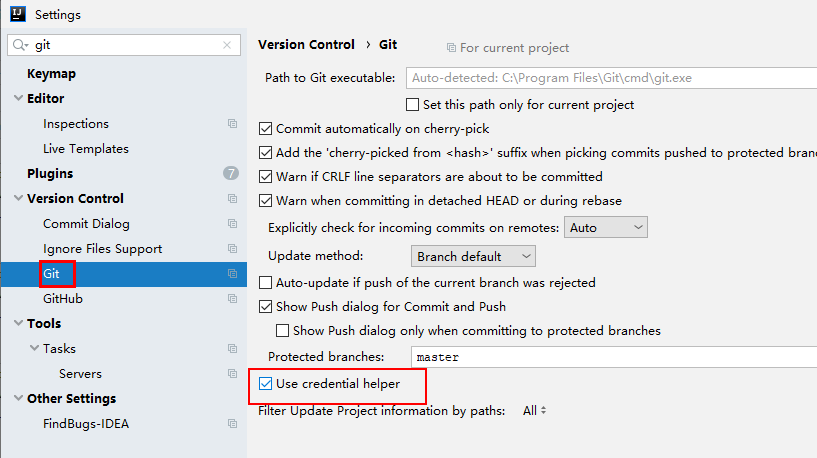 IJ Settings
git
Keymap
Editor
Inspections
Live Templates
Plugins 7
Version Control
Commit Dialog
Ignore Files Support
Git
GitHub
Tools
Tasks
Servers
Other Settings
FindBugs-IDEA
Version Control › Git For current project
Path to Git executable: Auto-detected: C:\Program Files\Git\cmd\git.exe
Set this path only for current project
Commit automatically on cherry-pick
Add the 'cherry-picked from <hash>' suffix when picking commits pushed to protected bran
Warn if CRLF line separators are about to be committed
Warn when committing in detached HEAD or during rebase
Explicitly check for incoming commits on remotes: Auto
Update method: Branch default
Auto-update if push of the current branch was rejected
Show Push dialog for Commit and Push
Show Push dialog only when committing to protected branches
Protected branches: master
Use credential helper
Filter Update Project information by paths: All